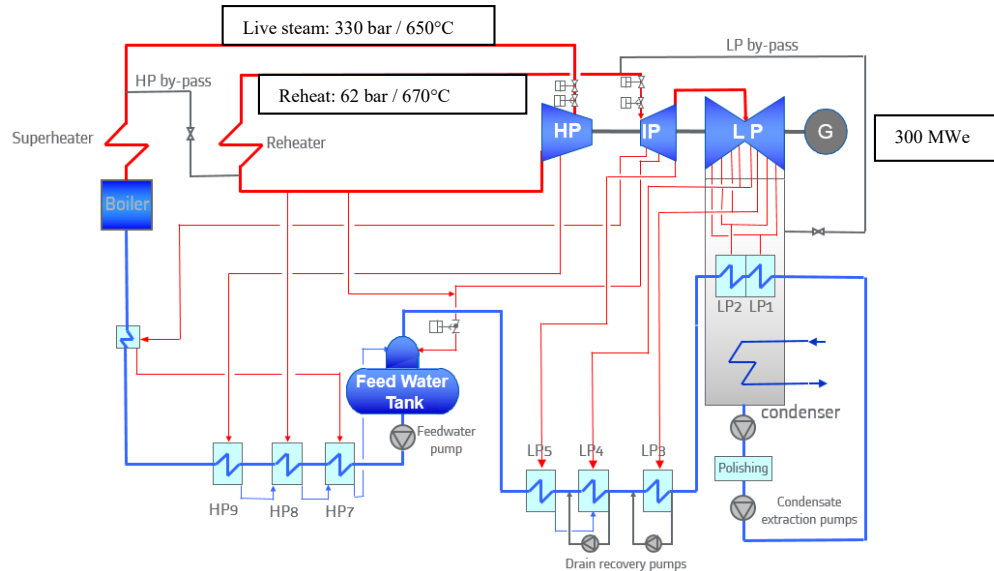 Live steam: 330 bar / 650°C
LP by-pass
HP by-pass
Reheat: 62 bar / 670°C
Superheater
Reheater
HP
IP
LP
G
300 MWe
Boiler
LP2
LP1
Feed Water
Tank
condenser
Feedwater
pump
LP5
LP4
LP3
Polishing
Condensate
extraction pumps
HP9
HP8
HP7
Drain recovery pumps